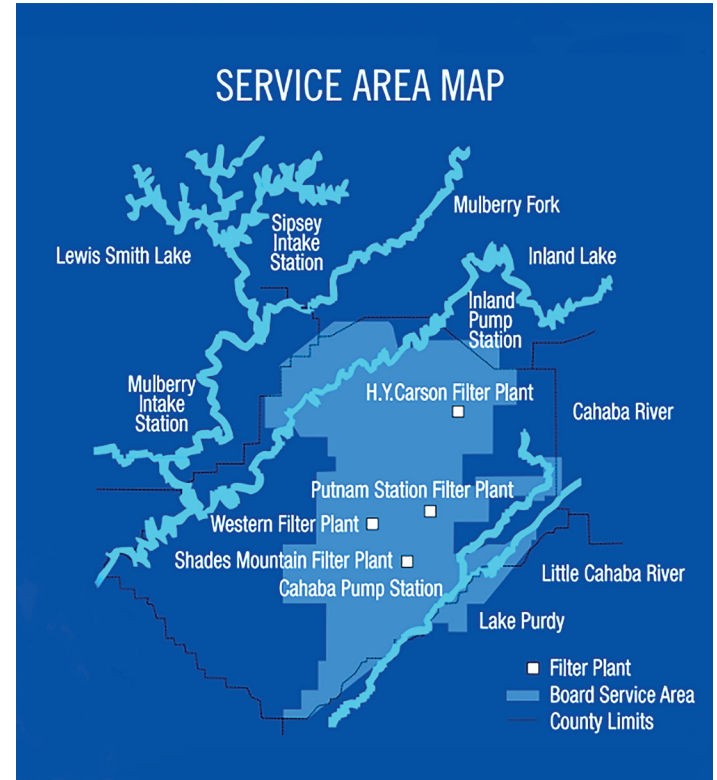 SERVICE AREA MAP
Mulberry Fork
Sipsey
Intake
Station
Lewis Smith Lake
Inland Lake
Inland
Pump
Station
Mulberry
Intake
Station
H.Y.Carson Filter Plant
Cahaba River
Putnam Station Filter Plant
Western Filter Plant
Shades Mountain Filter Plant
Cahaba Pump Station
Little Cahaba River
Lake Purdy
Filter Plant
Board Service Area
County Limits